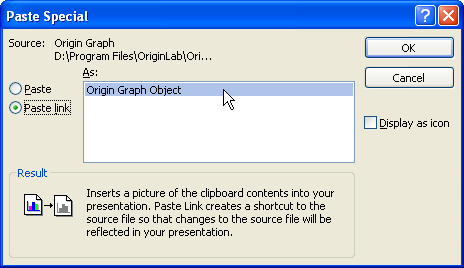 Paste Special
Source: Origin Graph
D:\Program Files\OriginLab\Ori...
As:
Paste
Paste link
Origin Graph Object
OK
Cancel
Display as icon
Result
Inserts a picture of the clipboard contents into your
presentation. Paste Link creates a shortcut to the
source file so that changes to the source file will be
reflected in your presentation.